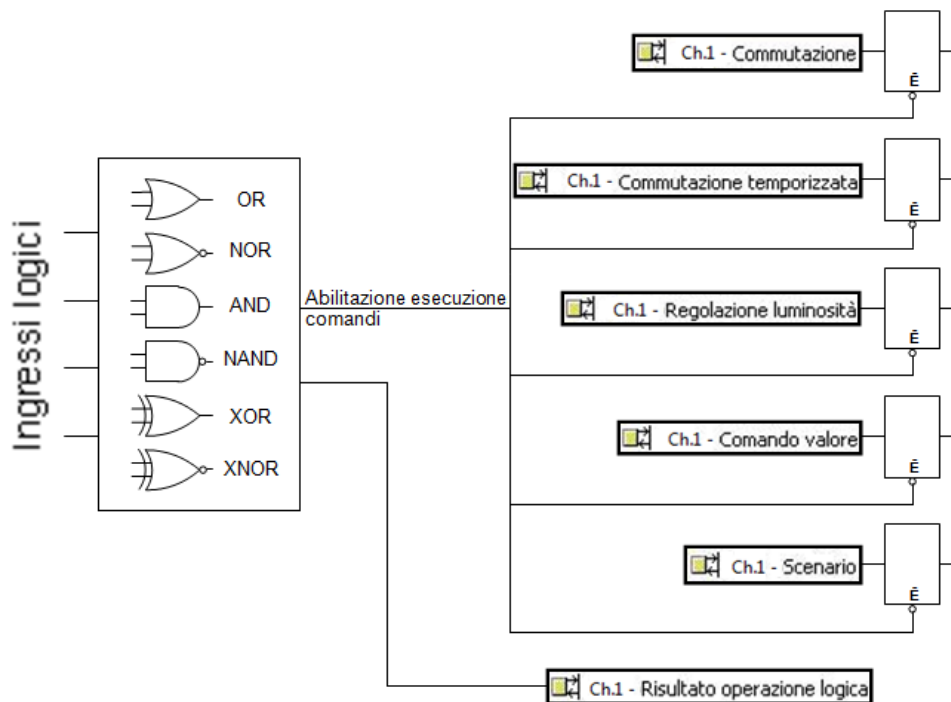 Ch.1 - Commutazione
Ē
Ch.1 - Commutazione temporizzata
Ē
Ingressi logici
OR
NOR
AND
NAND
XOR
XNOR
Abilitazione esecuzione
comandi
Ch.1 - Regolazione luminosità
Ē
Ch.1 - Comando valore
Ē
Ch.1 - Scenario
Ē
Ch.1 - Risultato operazione logica